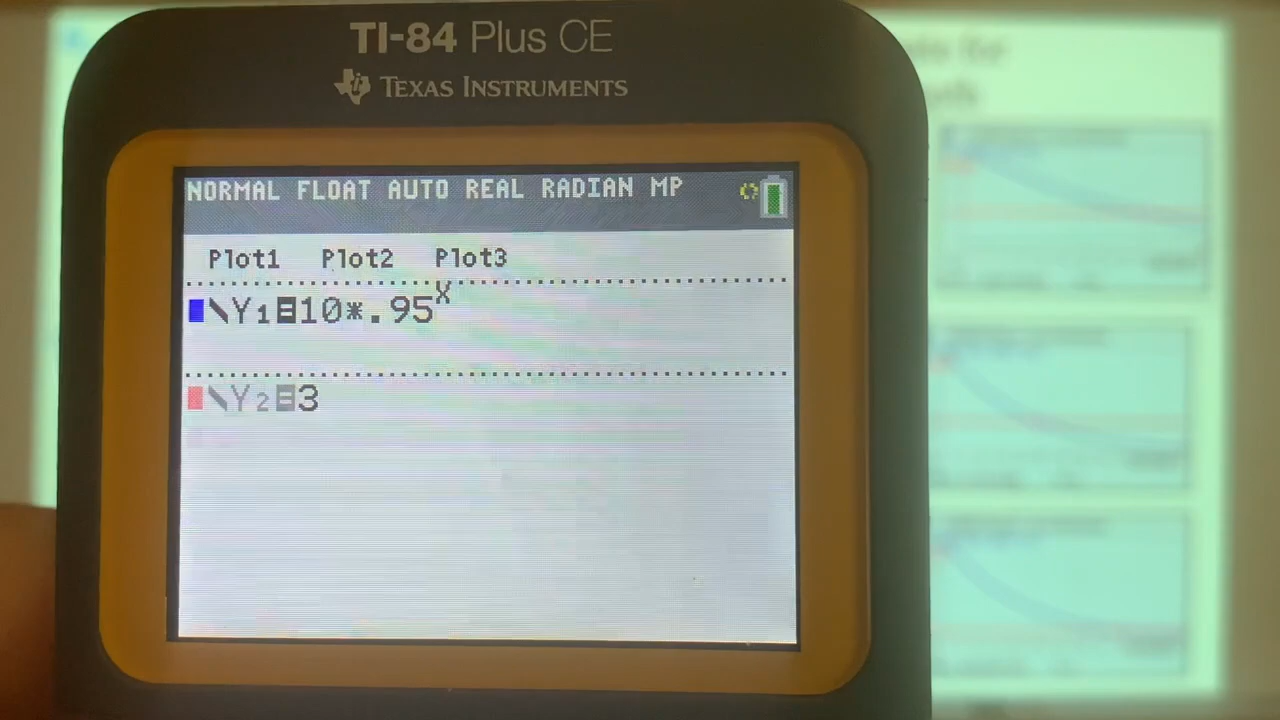 TI-84 Plus CE
TEXAS INSTRUMENTS
NORMAL FLOAT AUTO REAL RADIAN MP
Plot1 Plot2 Plot3
\Y₁=10*.95ˣ
\Y₂=3